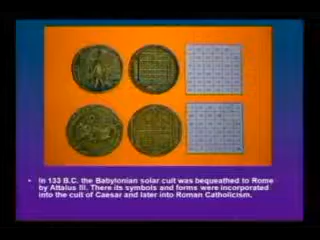 • In 133 B.C. the Babylonian solar cult was bequeathed to Rome
by Attalus III. There its symbols and forms were incorporated
into the cult of Caesar and later into Roman Catholicism.